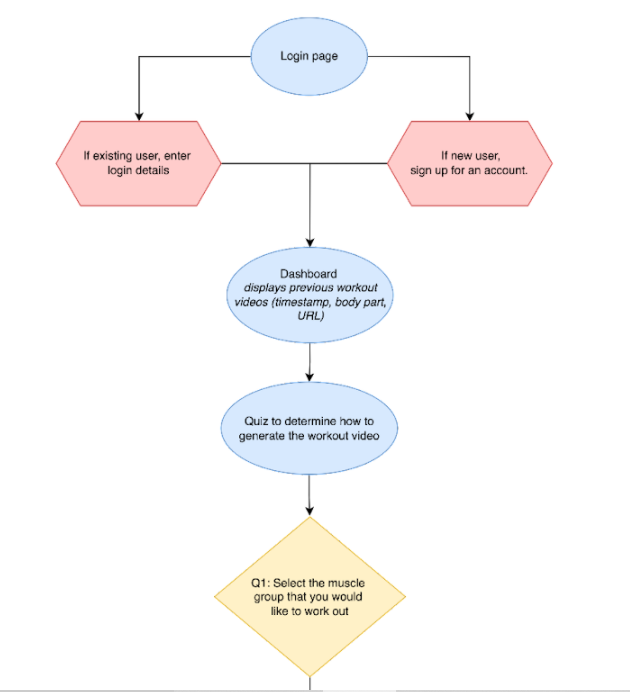 Login page
If existing user, enter
login details
If new user,
sign up for an account.
Dashboard
displays previous workout
videos (timestamp, body part,
URL)
Quiz to determine how to
generate the workout video
Q1: Select the muscle
group that you would
like to work out